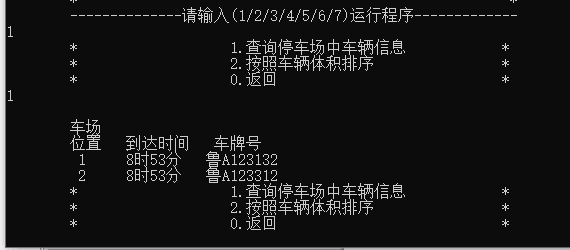 --------------请输入(1/2/3/4/5/6/7)运行程序-------------
1
* 1.查询停车场中车辆信息 *
* 2.按照车辆体积排序 *
* 0.返回 *
1
车场
位置 到达时间 车牌号
1 8时53分 鲁A123132
2 8时53分 鲁A123312
* 1.查询停车场中车辆信息 *
* 2.按照车辆体积排序 *
* 0.返回 *